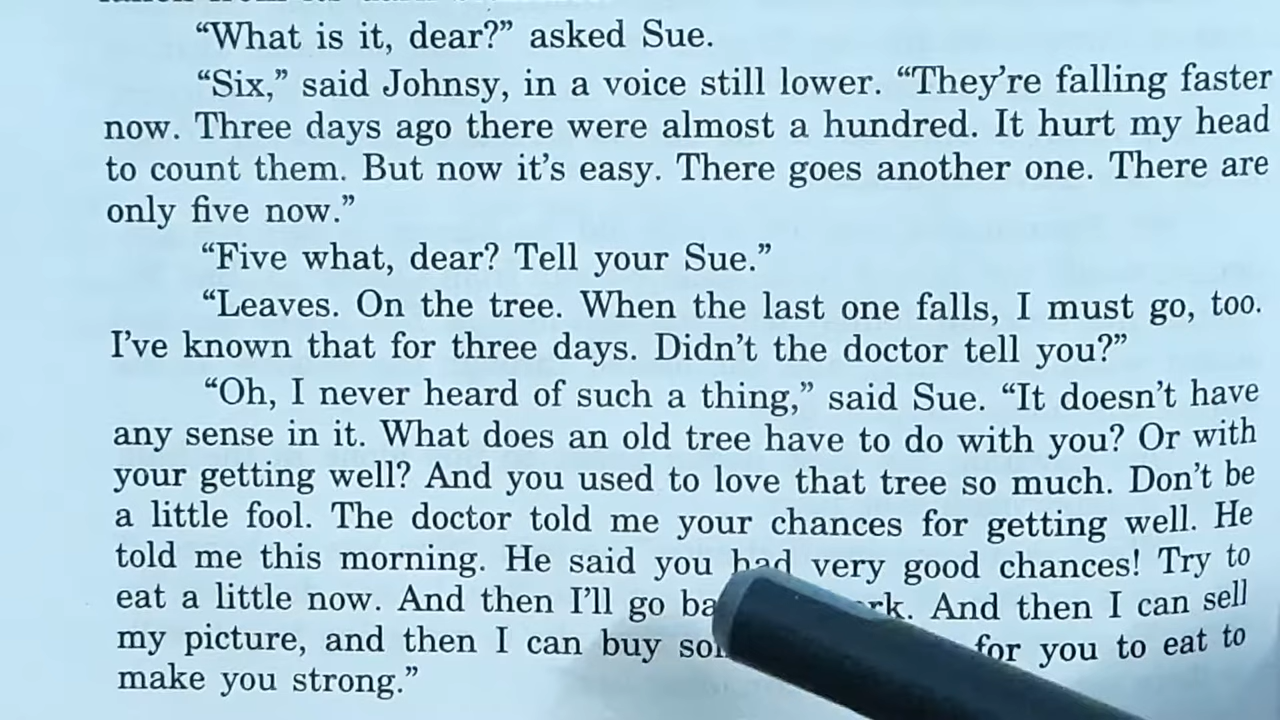 “What is it, dear?” asked Sue.
“Six,” said Johnsy, in a voice still lower. “They’re falling faster
now. Three days ago there were almost a hundred. It hurt my head
to count them. But now it’s easy. There goes another one. There are
only five now.”
“Five what, dear? Tell your Sue.”
“Leaves. On the tree. When the last one falls, I must go, too.
I’ve known that for three days. Didn’t the doctor tell you?”
“Oh, I never heard of such a thing,” said Sue. “It doesn’t have
any sense in it. What does an old tree have to do with you? Or with
your getting well? And you used to love that tree so much. Don’t be
a little fool. The doctor told me your chances for getting well. He
told me this morning. He said you had very good chances! Try to
eat a little now. And then I’ll go And then I can sell
my picture, and then I can buy for you to eat to
make you strong.”